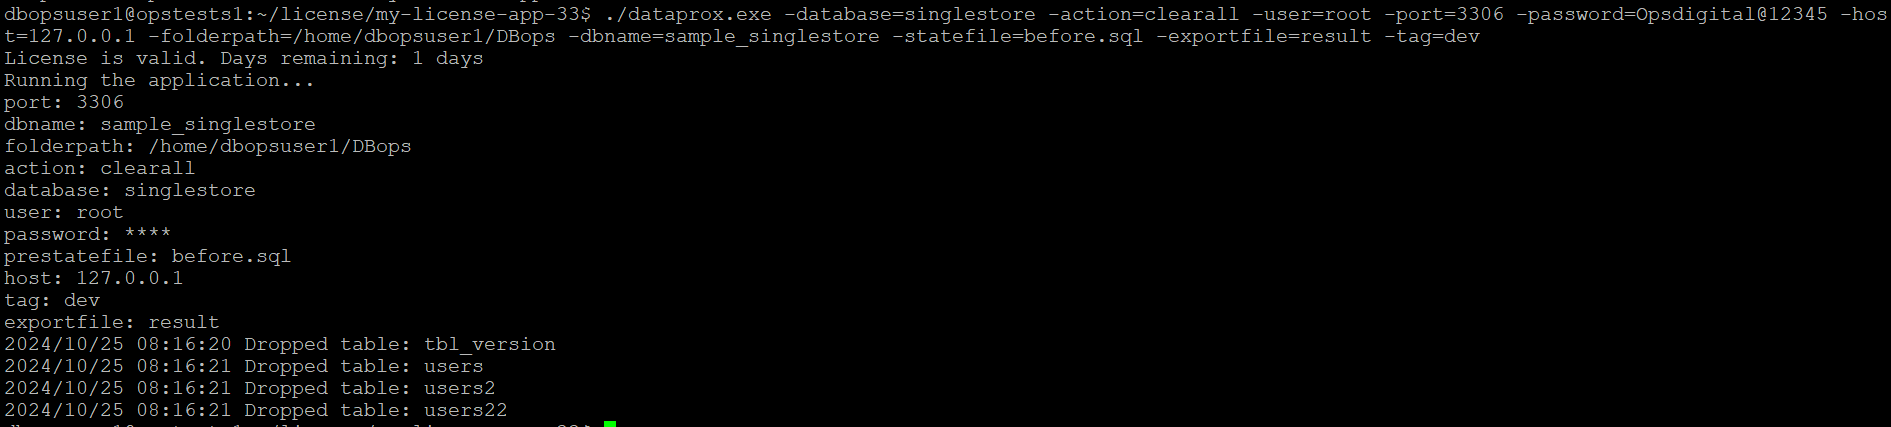 dbopsuser1@opstests1:~/license/my-license-app-33$ ./dataprox.exe -database=singlestore -action=clearall -user=root -port=3306 -password=Opsdigital@12345 -hos
t=127.0.0.1 -folderpath=/home/dbopsuser1/DBops -dbname=sample_singlestore -statefile=before.sql -exportfile=result -tag=dev
License is valid. Days remaining: 1 days
Running the application...
port: 3306
dbname: sample_singlestore
folderpath: /home/dbopsuser1/DBops
action: clearall
database: singlestore
user: root
password: ****
prestatefile: before.sql
host: 127.0.0.1
tag: dev
exportfile: result
2024/10/25 08:16:20 Dropped table: tbl_version
2024/10/25 08:16:21 Dropped table: users
2024/10/25 08:16:21 Dropped table: users2
2024/10/25 08:16:21 Dropped table: users22